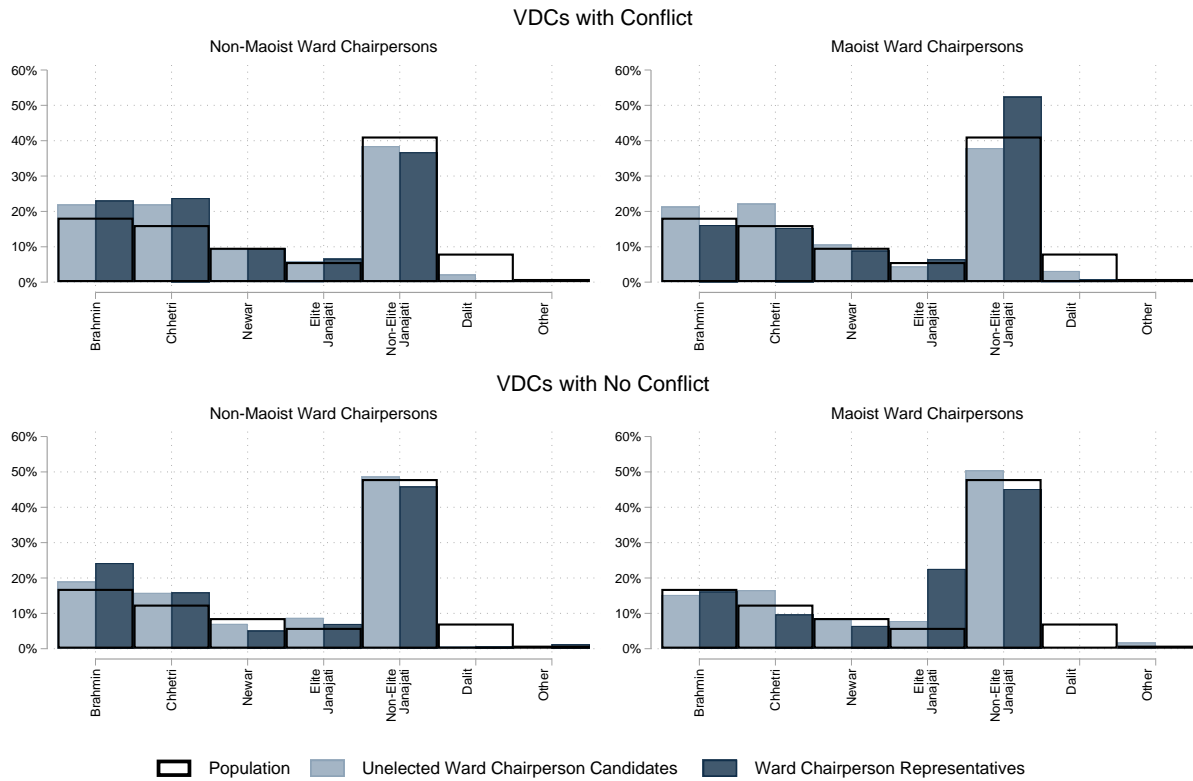 VDCs with Conflict
Non-Maoist Ward Chairpersons
60%
50%
40%
30%
20%
10%
0%
Brahmin
Chhetri
Newar
Elite
Janajati
Non-Elite
Janajati
Dalit
Other
Maoist Ward Chairpersons
60%
50%
40%
30%
20%
10%
0%
Brahmin
Chhetri
Newar
Elite
Janajati
Non-Elite
Janajati
Dalit
Other
VDCs with No Conflict
Non-Maoist Ward Chairpersons
60%
50%
40%
30%
20%
10%
0%
Brahmin
Chhetri
Newar
Elite
Janajati
Non-Elite
Janajati
Dalit
Other
Maoist Ward Chairpersons
60%
50%
40%
30%
20%
10%
0%
Brahmin
Chhetri
Newar
Elite
Janajati
Non-Elite
Janajati
Dalit
Other
Population Unelected Ward Chairperson Candidates Ward Chairperson Representatives